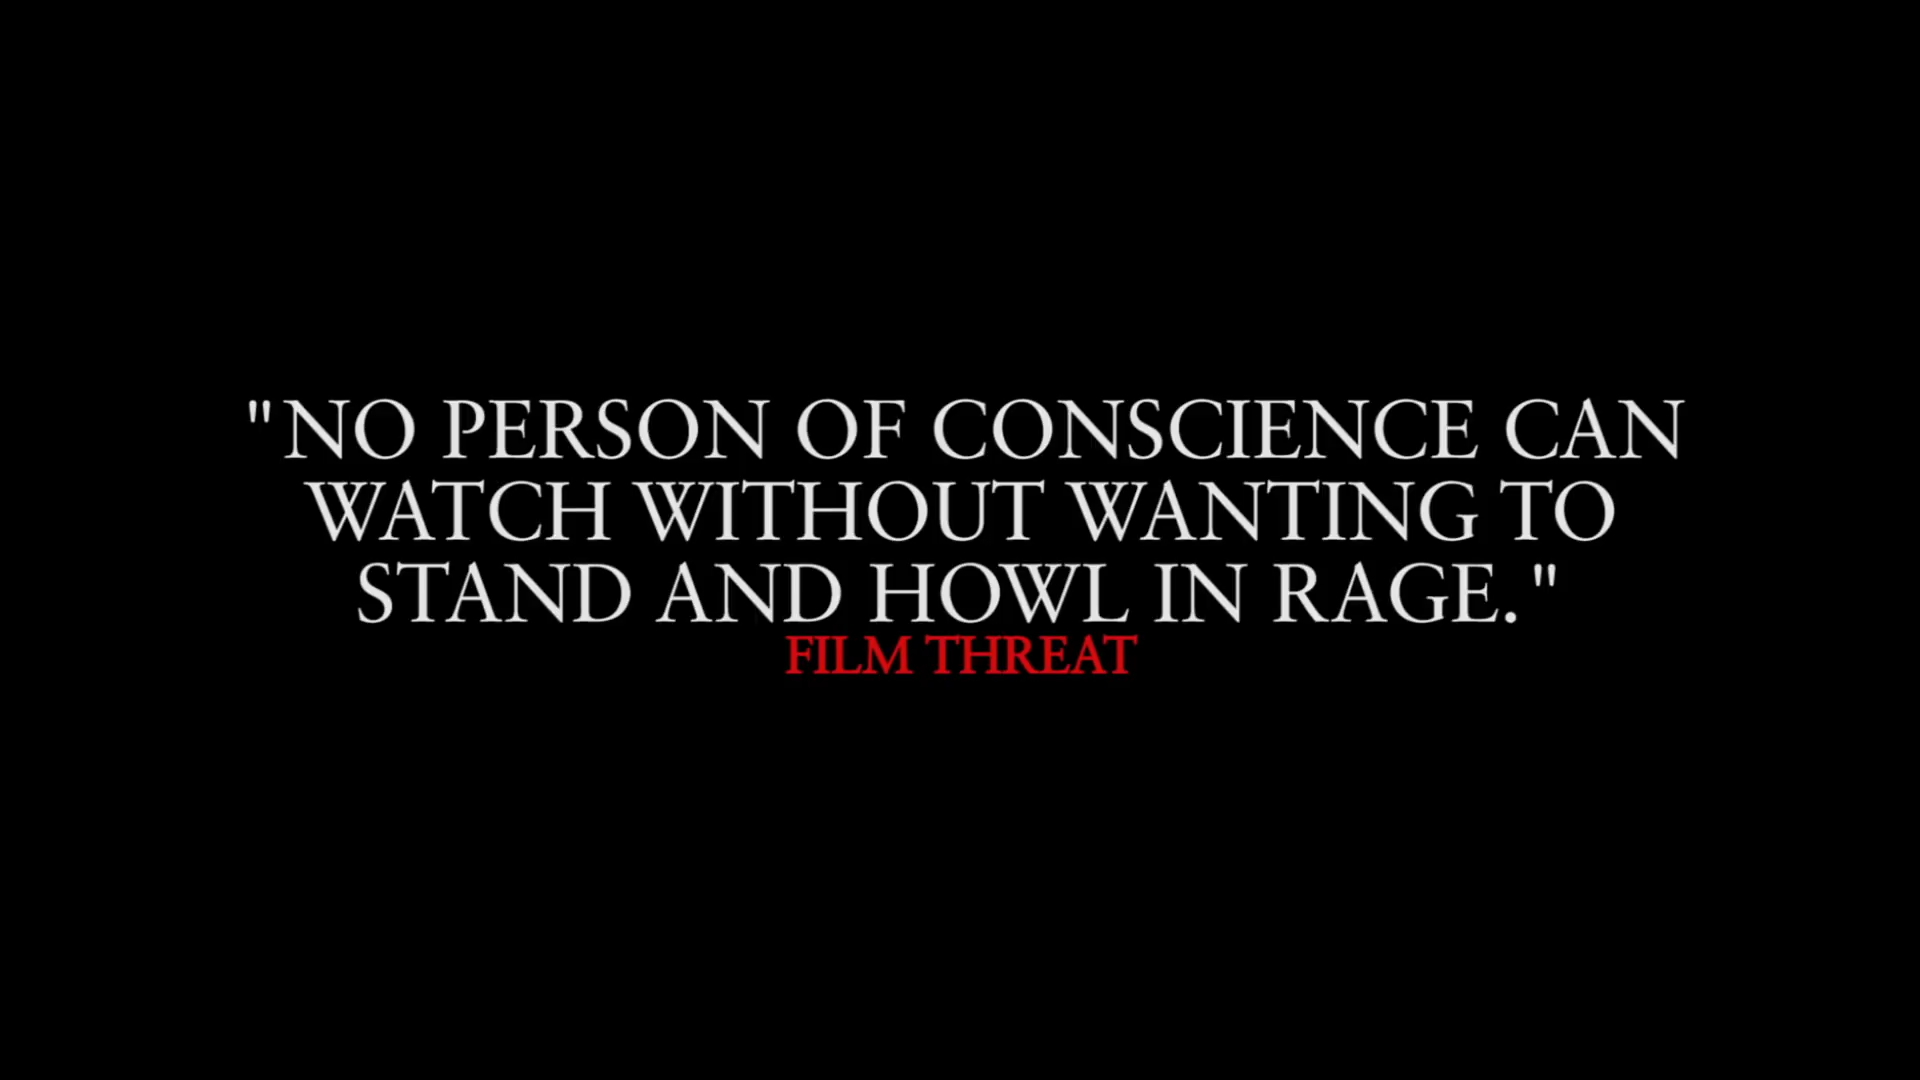 "NO PERSON OF CONSCIENCE CAN
WATCH WITHOUT WANTING TO
STAND AND HOWL IN RAGE."
FILM THREAT